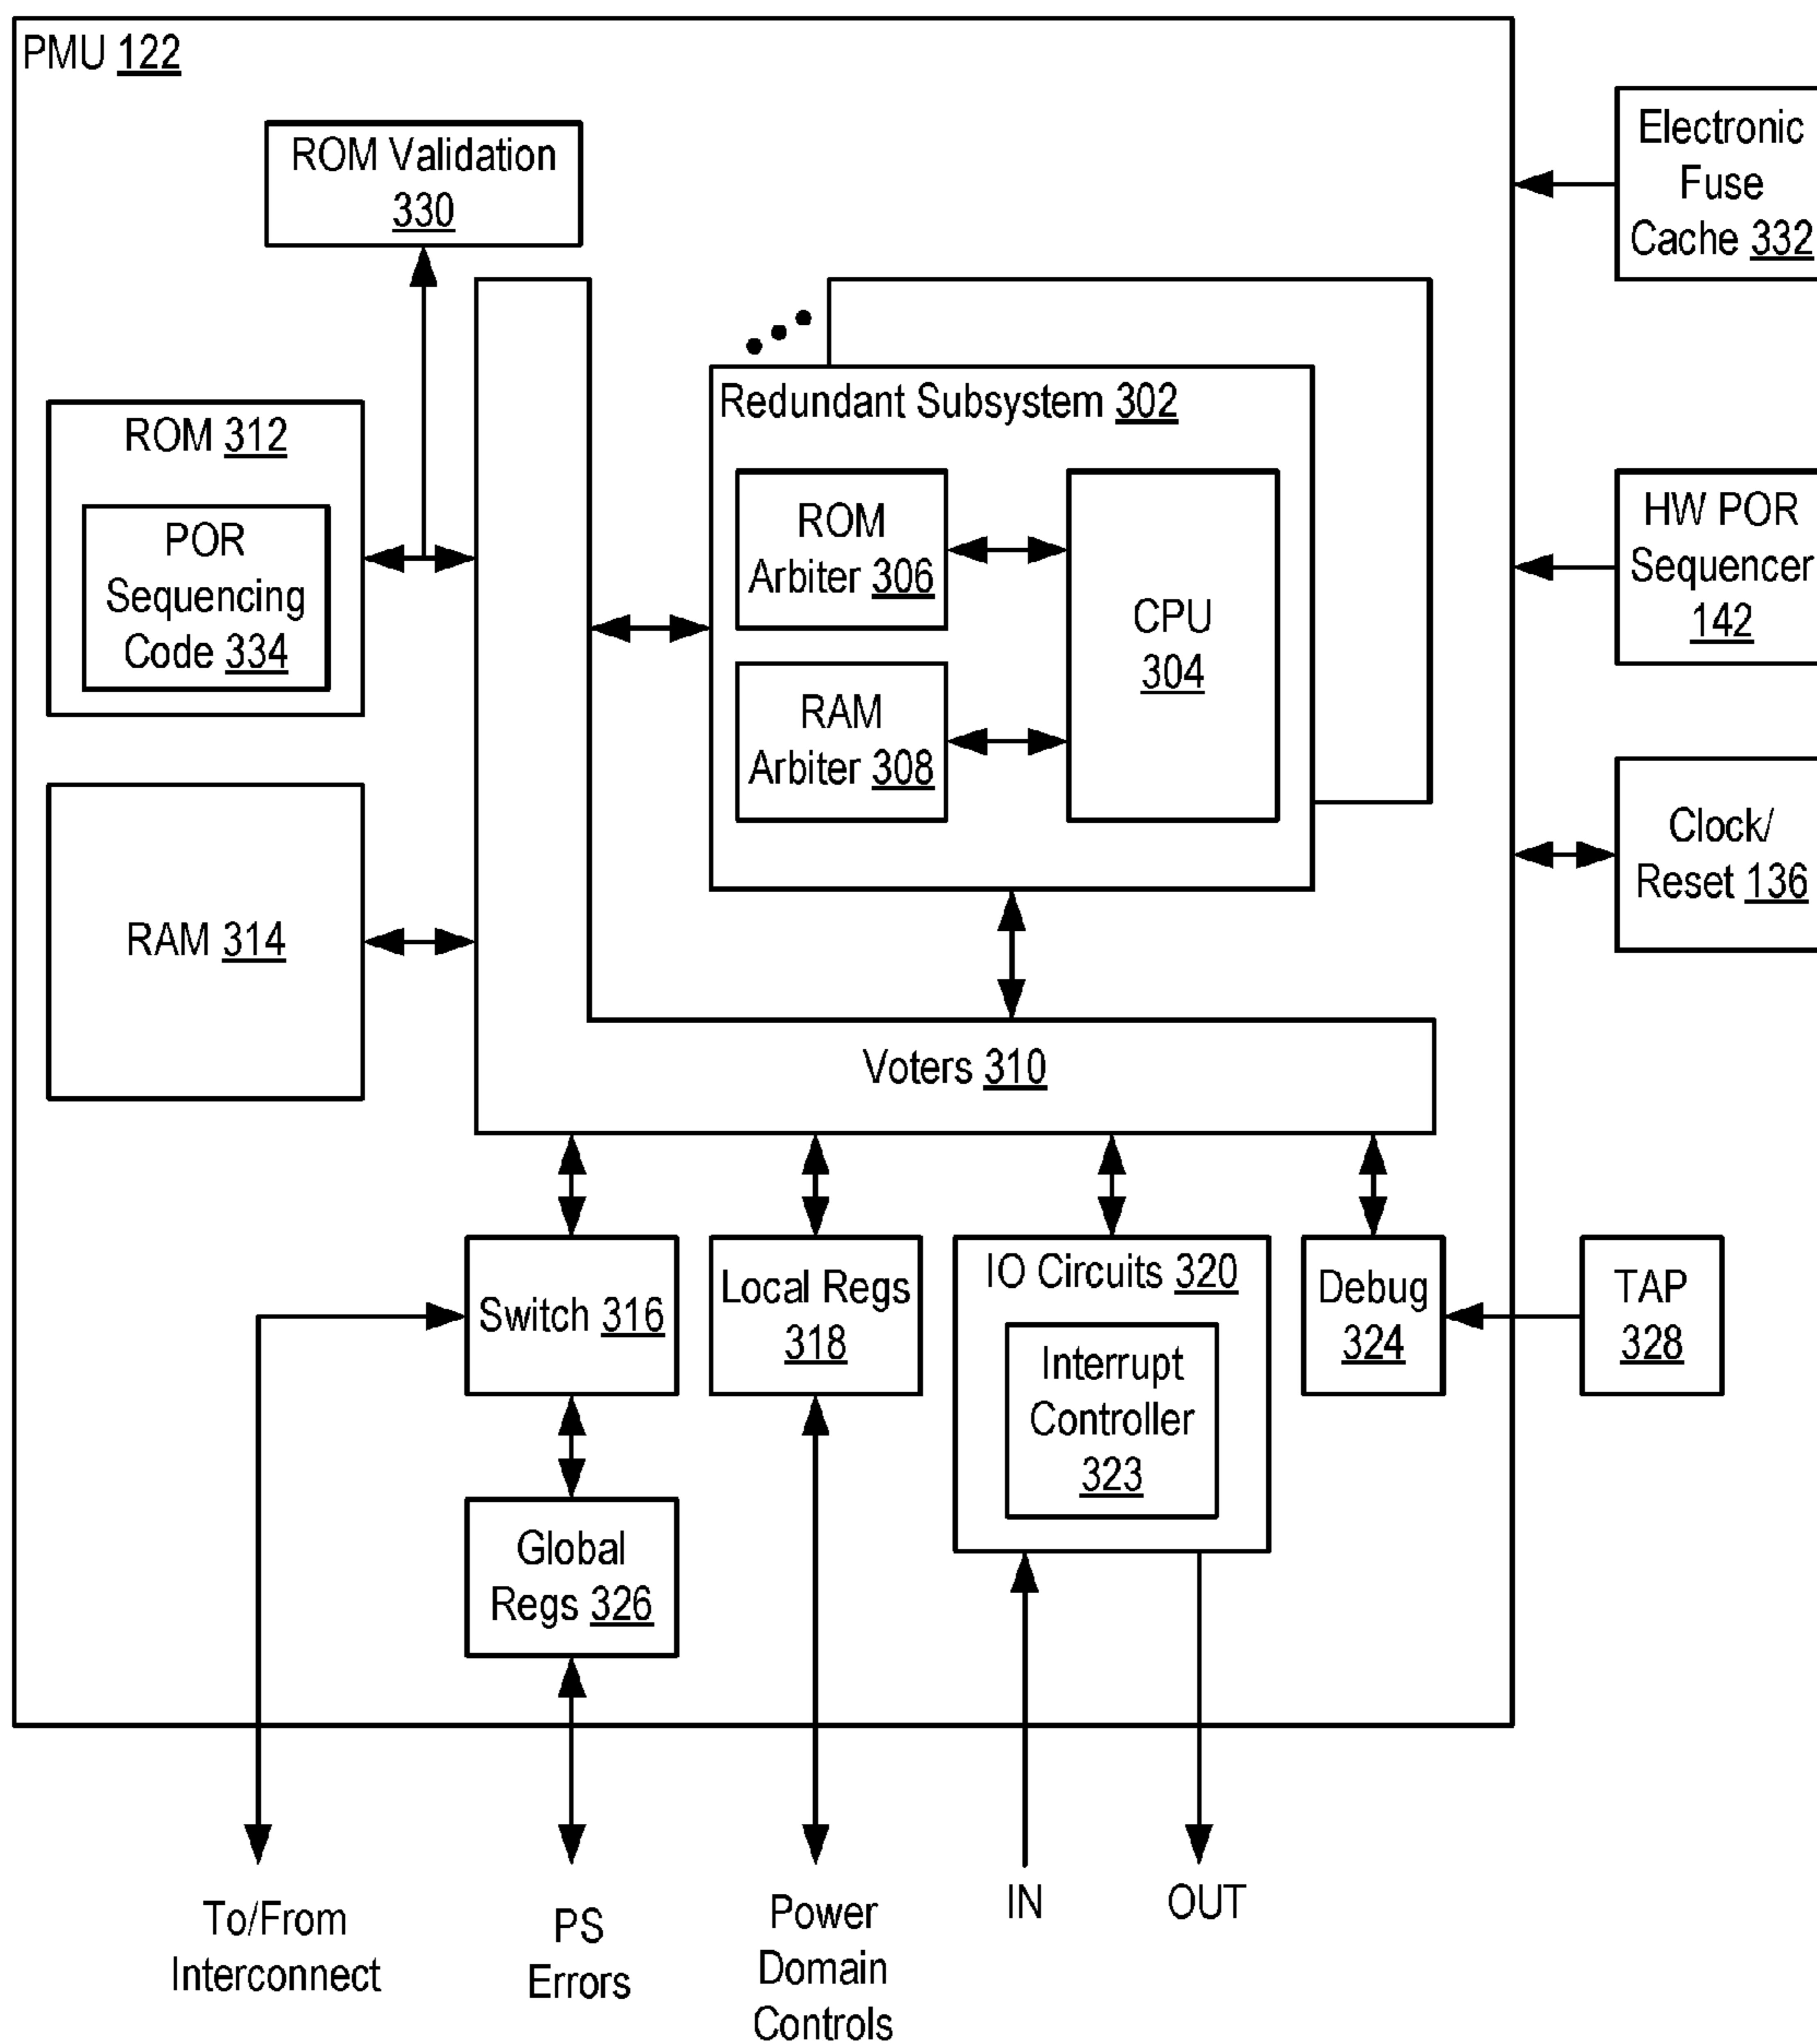 PMU 122
ROM Validation
330
Electronic
Fuse
Cache 332
ROM 312
POR
Sequencing
Code 334
Redundant Subsystem 302
ROM
Arbiter 306
RAM
Arbiter 308
CPU
304
HW POR
Sequencer
142
Clock/
Reset 136
RAM 314
Voters 310
Switch 316
Local Regs
318
IO Circuits 320
Interrupt
Controller
323
Debug
324
TAP
328
Global
Regs 326
To/From
Interconnect
PS
Errors
Power
Domain
Controls
IN
OUT